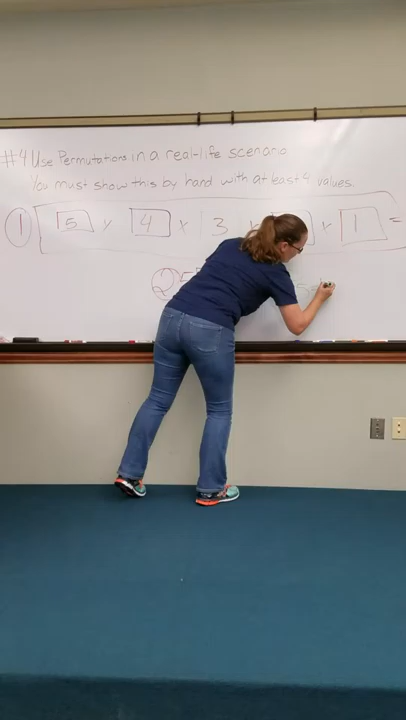 #4 Use Permutations in a real-life scenario
You must show this by hand with at least 4 values.
① 5 x 4 x 3 x 1 =
②